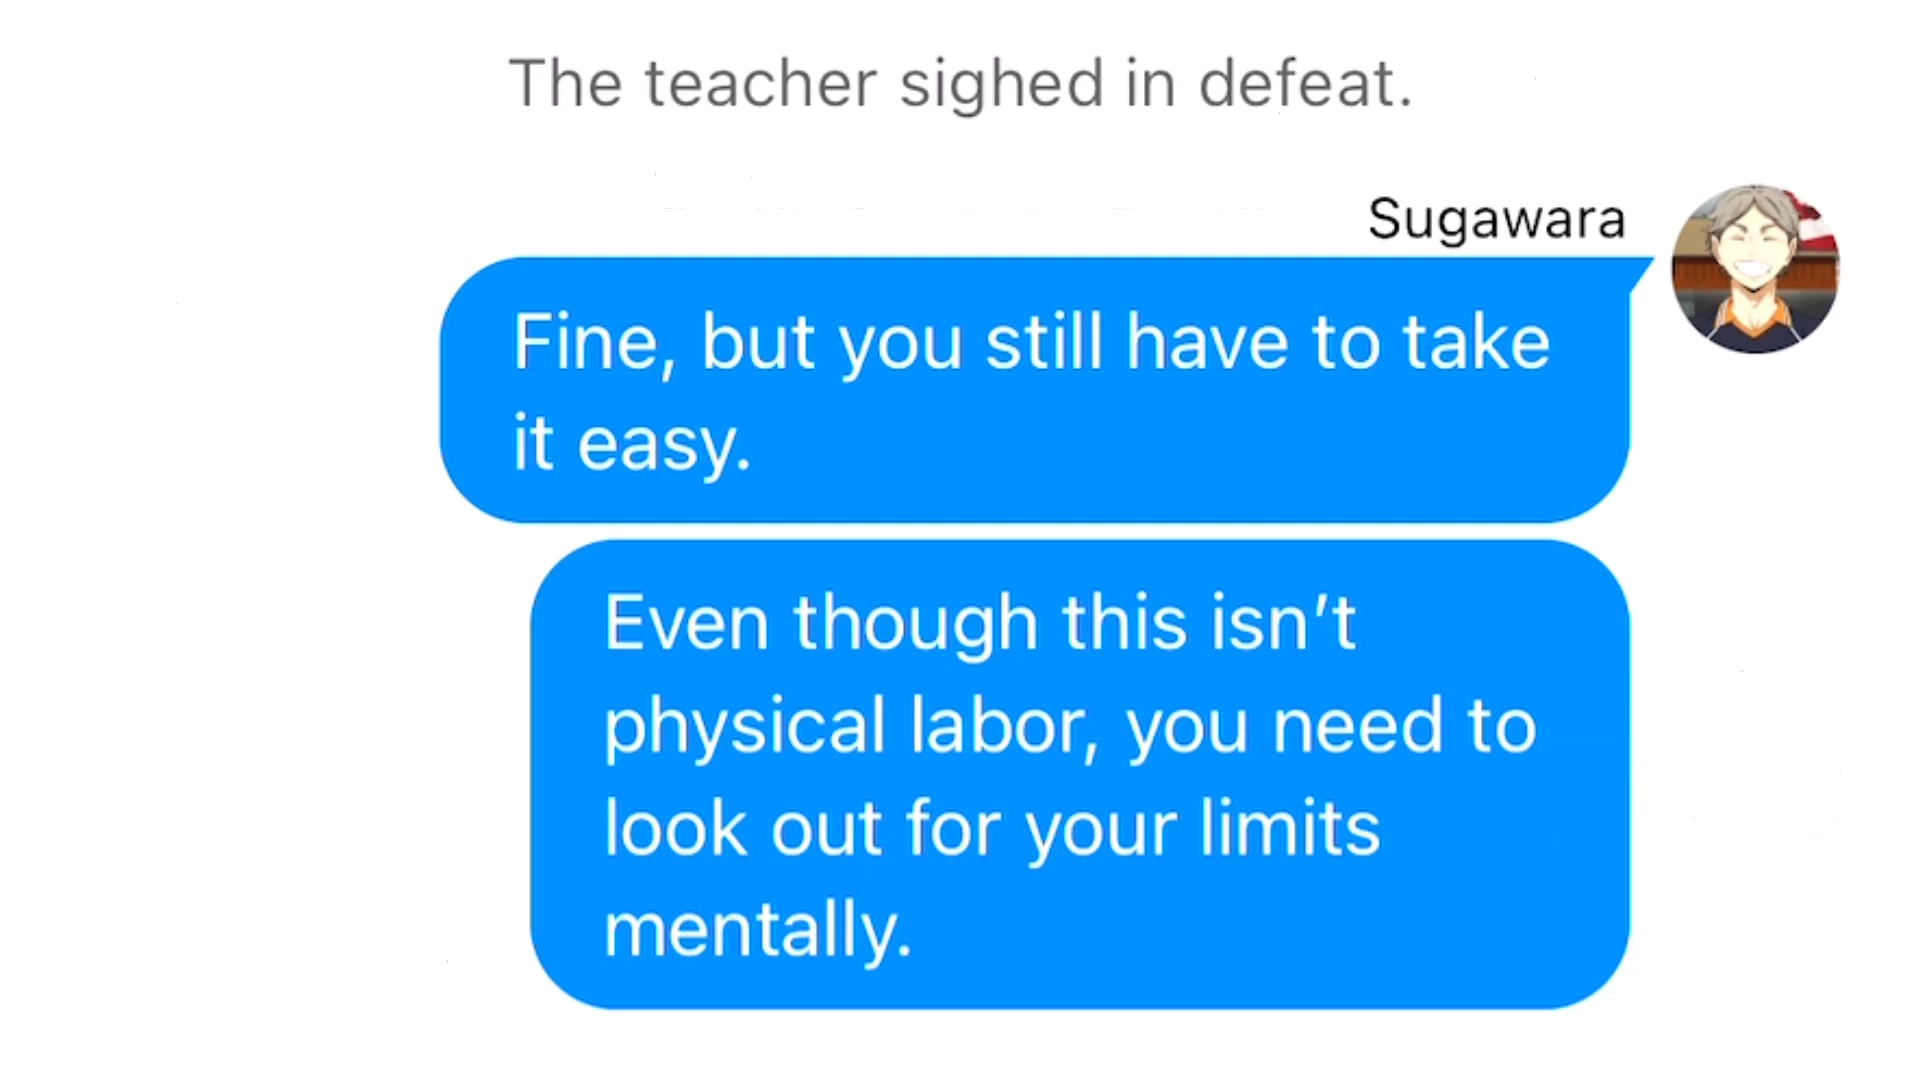 The teacher sighed in defeat.
Sugawara
Fine, but you still have to take
it easy.
Even though this isn't
physical labor, you need to
look out for your limits
mentally.